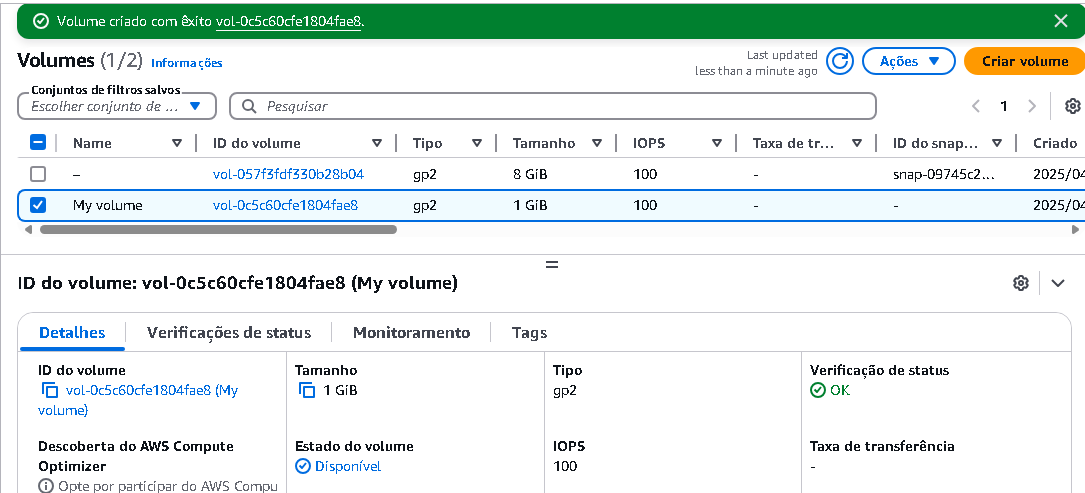 Volume criado com êxito vol-0c5c60cfe1804fae8.
Volumes (1/2) Informações
Last updated
less than a minute ago
Ações
Criar volume
Conjuntos de filtros salvos
Escolher conjunto de ...
Pesquisar
1
Name ID do volume Tipo Tamanho IOPS Taxa de tr... ID do snap... Criado
– vol-057f3fdf330b28b04 gp2 8 GiB 100 - snap-09745c2... 2025/04
My volume vol-0c5c60cfe1804fae8 gp2 1 GiB 100 - - 2025/04
ID do volume: vol-0c5c60cfe1804fae8 (My volume)
Detalhes Verificações de status Monitoramento Tags
ID do volume
vol-0c5c60cfe1804fae8 (My
volume)
Tamanho
1 GiB
Tipo
gp2
Verificação de status
OK
Descoberta do AWS Compute
Optimizer
Opte por participar do AWS Compu
Estado do volume
Disponível
IOPS
100
Taxa de transferência
-